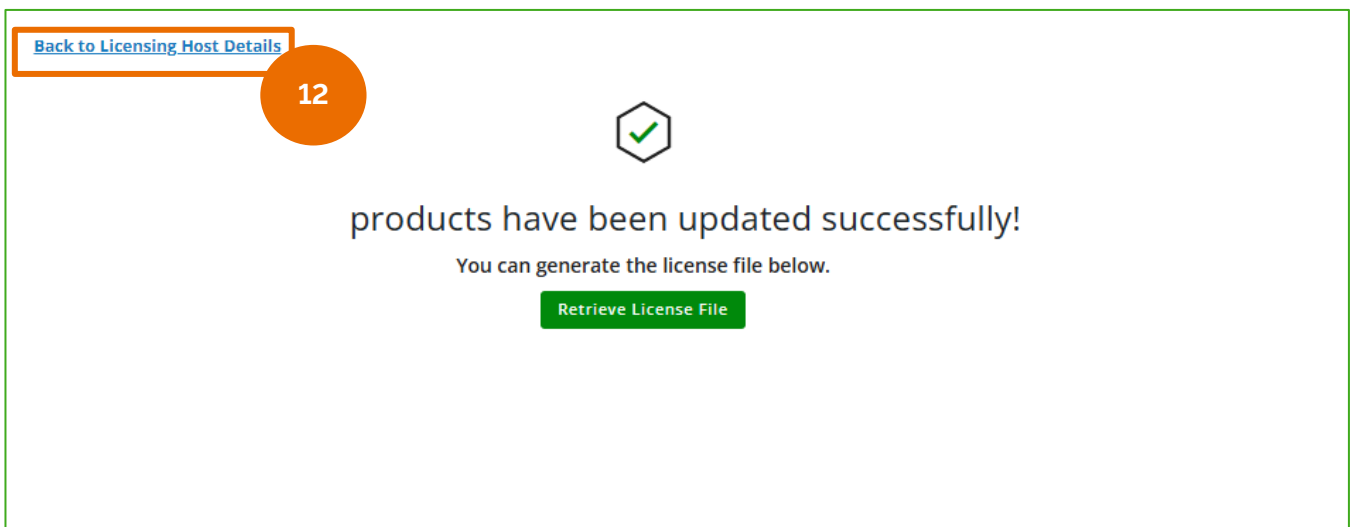 Back to Licensing Host Details
12
products have been updated successfully!
You can generate the license file below.
Retrieve License File